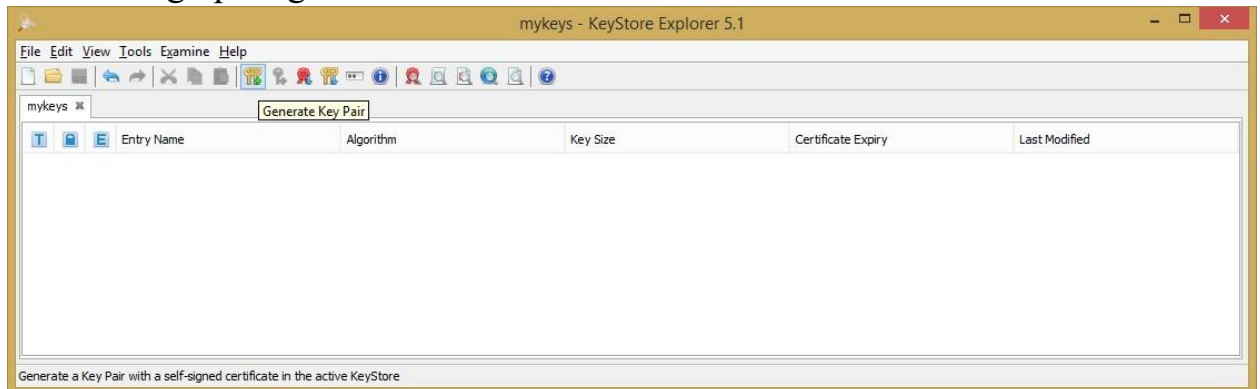 mykeys - KeyStore Explorer 5.1
File Edit View Tools Examine Help
mykeys
Generate Key Pair
T E Entry Name Algorithm Key Size Certificate Expiry Last Modified
Generate a Key Pair with a self-signed certificate in the active KeyStore